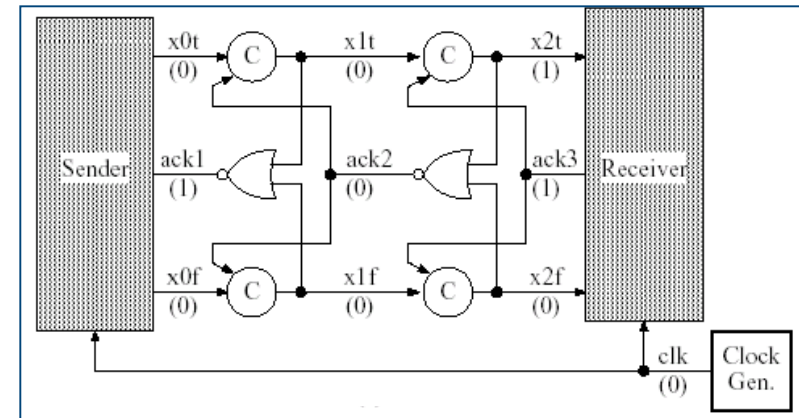 x0t C x1t C x2t
(0) (0) (1)
Sender ack1 ack2 ack3 Receiver
(1) (0) (1)
x0f C x1f C x2f
(0) (0) (0)
clk
(0)
Clock
Gen.